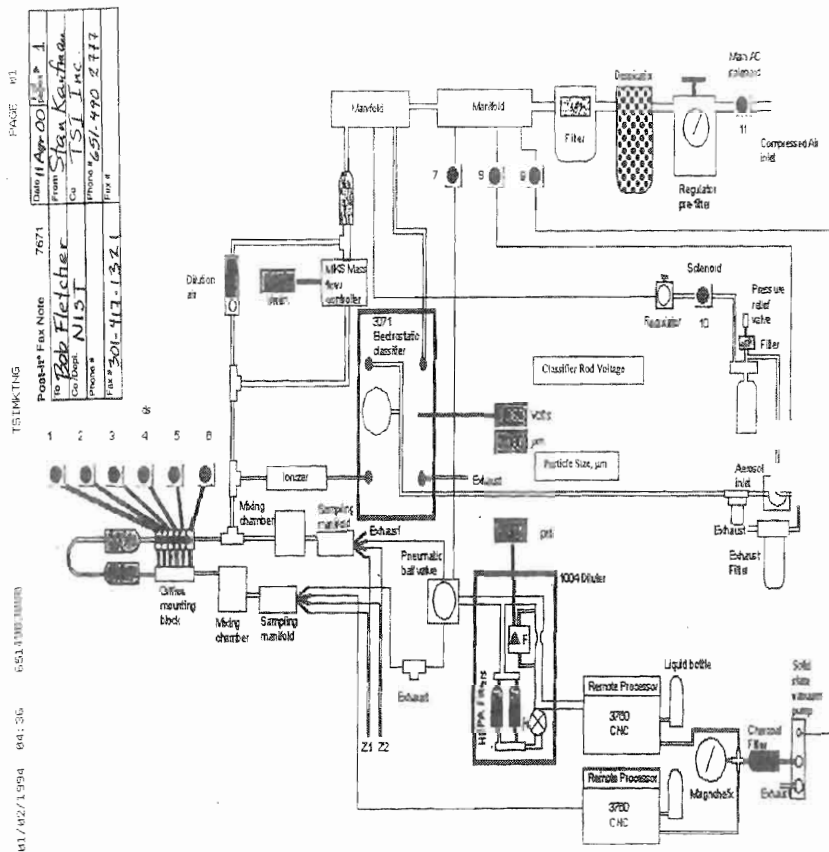 PAGE 01
TSIMKTNG
01/02/1994 04:36
Post-it® Fax Note 7671
Date 11 Apr 00
1
To Bob Fletcher
From Stan Kaufman
Co./Dept. NIST
Co. TSI Inc.
Phone #
Phone # 651-490 2777
Fax # 301-417-1321
Fax #
Main AC
solenoid
11
Compressed Air
inlet
Manifold
Manifold
Filter
Regulator
pre-filter
7
9
Dilution
air
MKS Mass
flow
controller
3071
Electrostatic
classifier
Regulator
Solenoid
10
Pressure
relief
valve
Filter
Classifier Rod Voltage
volts
µm
Particle Size, µm
Exhaust
Aerosol
inlet
Exhaust
Exhaust
Filter
ds
1 2 3 4 5 6
Ionizer
Mixing
chamber
Sampling
manifold
Exhaust
Orifice
mounting
block
Mixing
chamber
Sampling
manifold
Pneumatic
ball valve
Exhaust
Z1 Z2
psi
1004 Diluter
F
HEPA Filters
Remote Processor
3760
CNC
Liquid bottle
Remote Processor
3760
CNC
Magnehelix
Charcoal
Filter
Solid
state
vacuum
pump
Exhaust